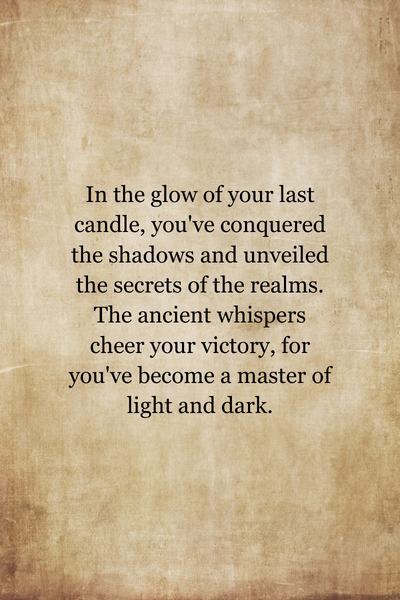 In the glow of your last
candle, you've conquered
the shadows and unveiled
the secrets of the realms.
The ancient whispers
cheer your victory, for
you've become a master of
light and dark.